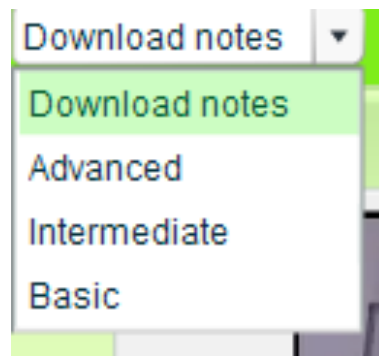 Download notes
Download notes
Advanced
Intermediate
Basic